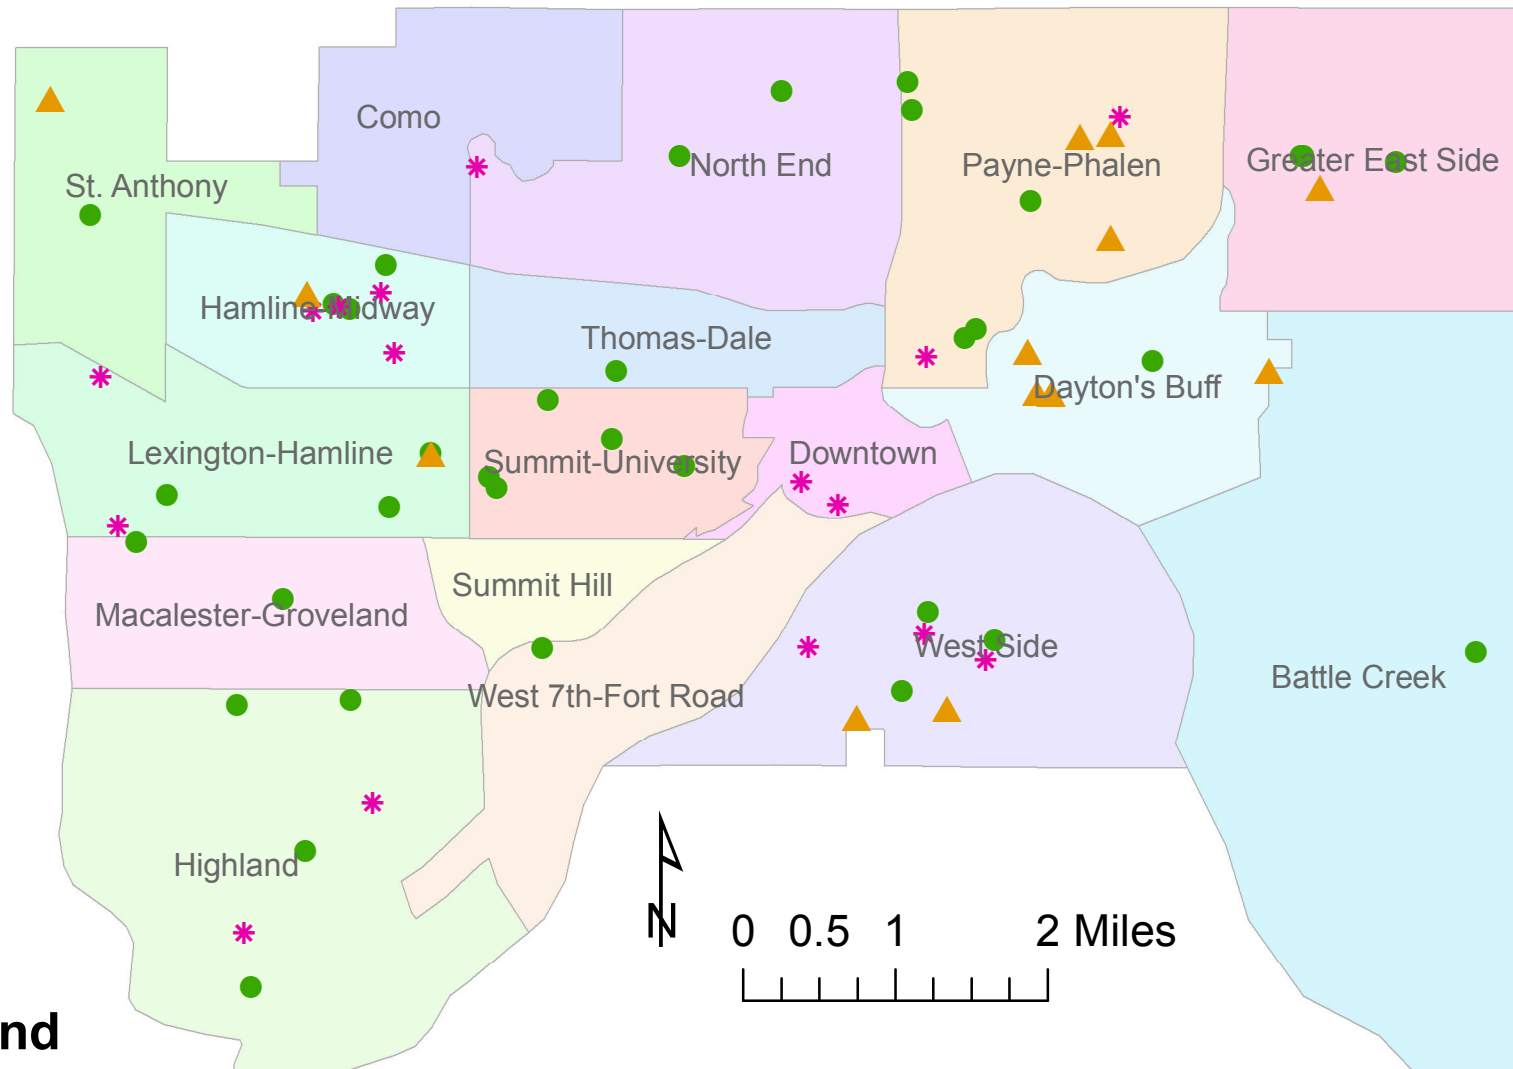 Como
North End
Payne-Phalen
Greater East Side
St. Anthony
Hamline-Midway
Thomas-Dale
Dayton's Buff
Lexington-Hamline
Summit-University
Downtown
Summit Hill
Macalester-Groveland
West 7th-Fort Road
West Side
Battle Creek
Highland
N
0 0.5 1 2 Miles
nd